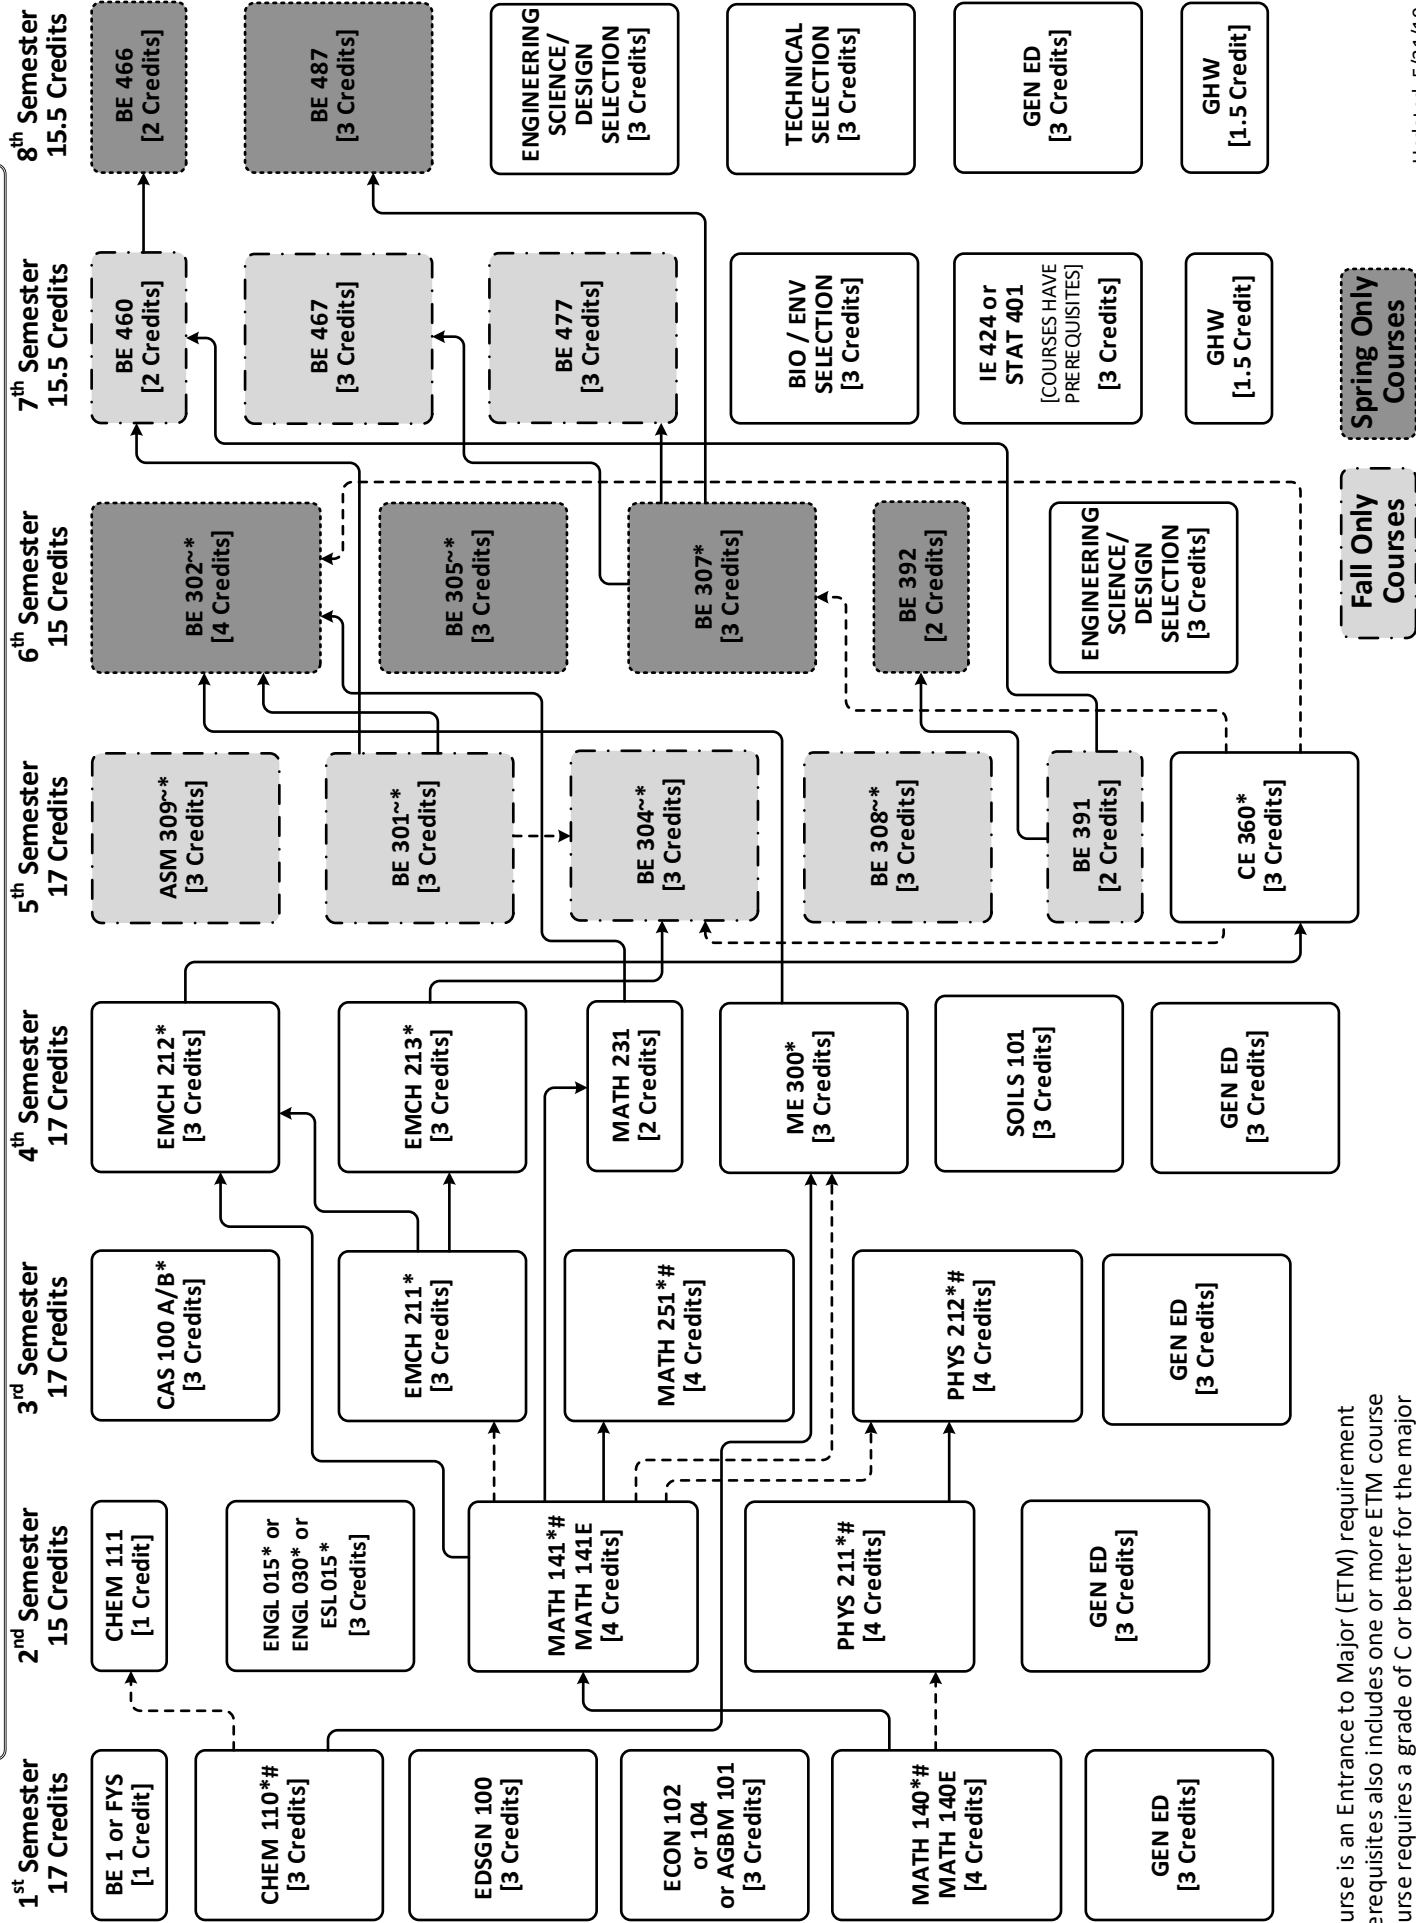 1st Semester
17 Credits
BE 1 or FYS
[1 Credit]
CHEM 110*#
[3 Credits]
EDSGN 100
[3 Credits]
ECON 102
or 104
or AGBM 101
[3 Credits]
MATH 140*#
MATH 140E
[4 Credits]
GEN ED
[3 Credits]
2nd Semester
15 Credits
CHEM 111
[1 Credit]
ENGL 015* or
ENGL 030* or
ESL 015*
[3 Credits]
MATH 141*#
MATH 141E
[4 Credits]
PHYS 211*#
[4 Credits]
GEN ED
[3 Credits]
3rd Semester
17 Credits
CAS 100 A/B*
[3 Credits]
EMCH 211*
[3 Credits]
MATH 251*#
[4 Credits]
PHYS 212*#
[4 Credits]
GEN ED
[3 Credits]
4th Semester
17 Credits
EMCH 212*
[3 Credits]
EMCH 213*
[3 Credits]
MATH 231
[2 Credits]
ME 300*
[3 Credits]
SOILS 101
[3 Credits]
GEN ED
[3 Credits]
5th Semester
17 Credits
ASM 309~*
[3 Credits]
BE 301~*
[3 Credits]
BE 304~*
[3 Credits]
BE 308~*
[3 Credits]
BE 391
[2 Credits]
CE 360*
[3 Credits]
6th Semester
15 Credits
BE 302~*
[4 Credits]
BE 305~*
[3 Credits]
BE 307*
[3 Credits]
BE 392
[2 Credits]
ENGINEERING
SCIENCE/
DESIGN
SELECTION
[3 Credits]
7th Semester
15.5 Credits
BE 460
[2 Credits]
BE 467
[3 Credits]
BE 477
[3 Credits]
BIO / ENV
SELECTION
[3 Credits]
IE 424 or
STAT 401
[COURSES HAVE
PREREQUISITES]
[3 Credits]
GHW
[1.5 Credit]
8th Semester
15.5 Credits
BE 466
[2 Credits]
BE 487
[3 Credits]
ENGINEERING
SCIENCE/
DESIGN
SELECTION
[3 Credits]
TECHNICAL
SELECTION
[3 Credits]
GEN ED
[3 Credits]
GHW
[1.5 Credit]
urse is an Entrance to Major (ETM) requirement
erequisites also includes one or more ETM course
urse requires a grade of C or better for the major
Fall Only
Courses
Spring Only
Courses